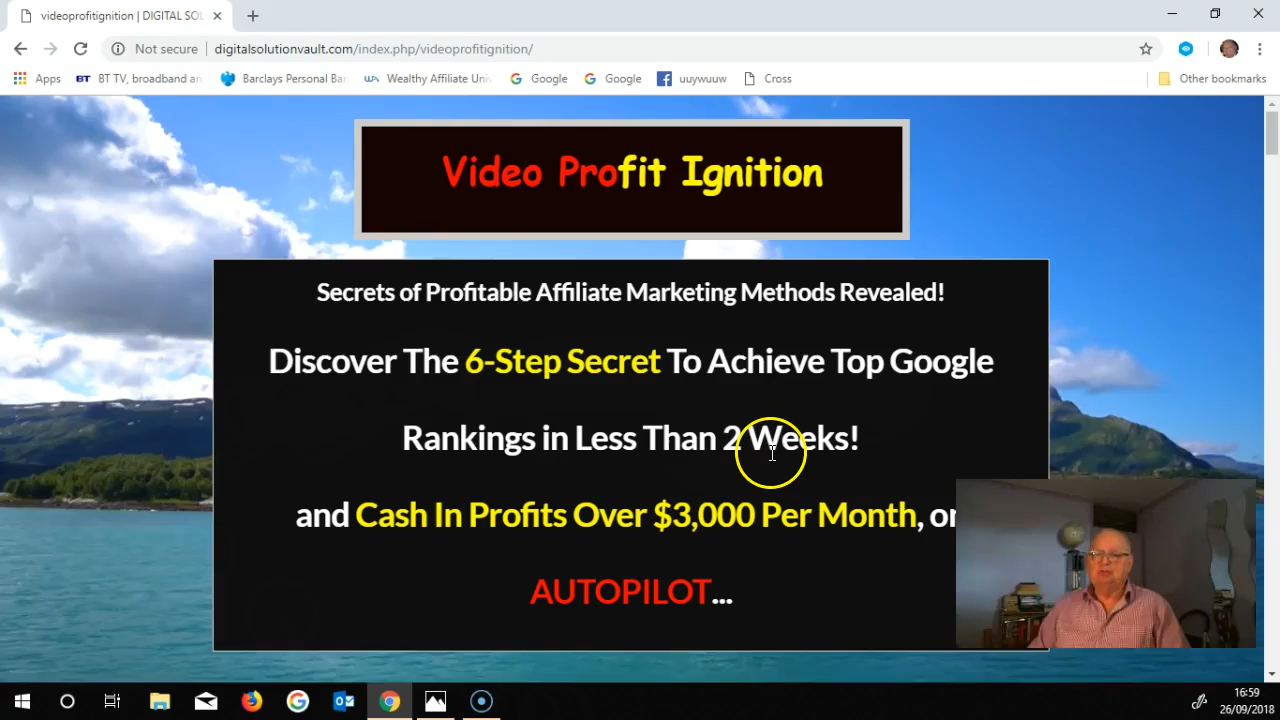 videoprofitignition | DIGITAL SOL
Not secure
digitalsolutionvault.com/index.php/videoprofitignition/
Apps
BT TV, broadband an
Barclays Personal Ban
Wealthy Affiliate Univ
Google
Google
uuywuuw
Cross
Other bookmarks
Video Profit Ignition
Secrets of Profitable Affiliate Marketing Methods Revealed!
Discover The 6-Step Secret To Achieve Top Google
Rankings in Less Than 2 Weeks!
and Cash In Profits Over $3,000 Per Month, on
AUTOPILOT...
16:59
26/09/2018